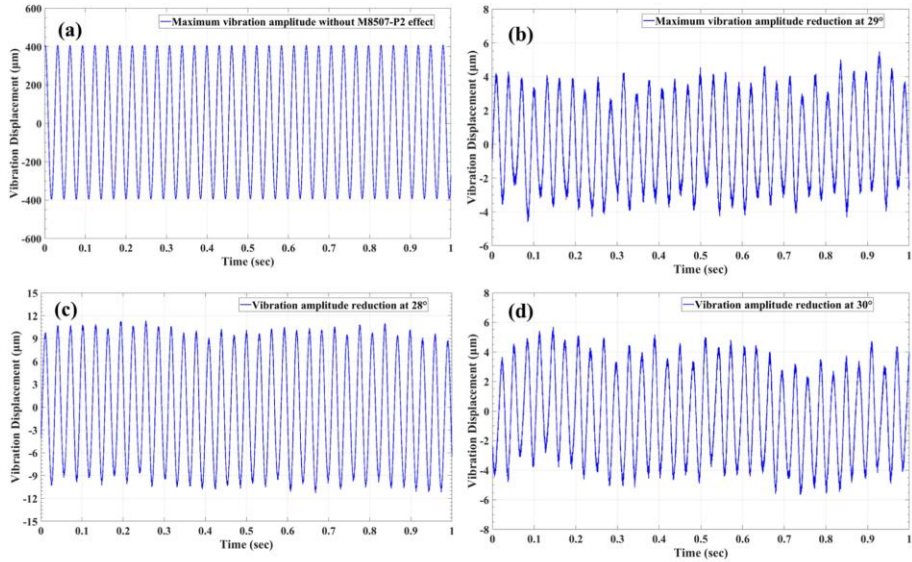 (a)
Maximum vibration amplitude without M8507-P2 effect
Vibration Displacement (μm)
600
400
200
0
-200
-400
-600
0 0.1 0.2 0.3 0.4 0.5 0.6 0.7 0.8 0.9 1
Time (sec)
(b)
Maximum vibration amplitude reduction at 29°
Vibration Displacement (μm)
8
6
4
2
0
-2
-4
-6
0 0.1 0.2 0.3 0.4 0.5 0.6 0.7 0.8 0.9 1
Time (sec)
(c)
Vibration amplitude reduction at 28°
Vibration Displacement (μm)
15
12
9
6
3
0
-3
-6
-9
-12
-15
0 0.1 0.2 0.3 0.4 0.5 0.6 0.7 0.8 0.9 1
Time (sec)
(d)
Vibration amplitude reduction at 30°
Vibration Displacement (μm)
8
6
4
2
0
-2
-4
-6
-8
0 0.1 0.2 0.3 0.4 0.5 0.6 0.7 0.8 0.9 1
Time (sec)